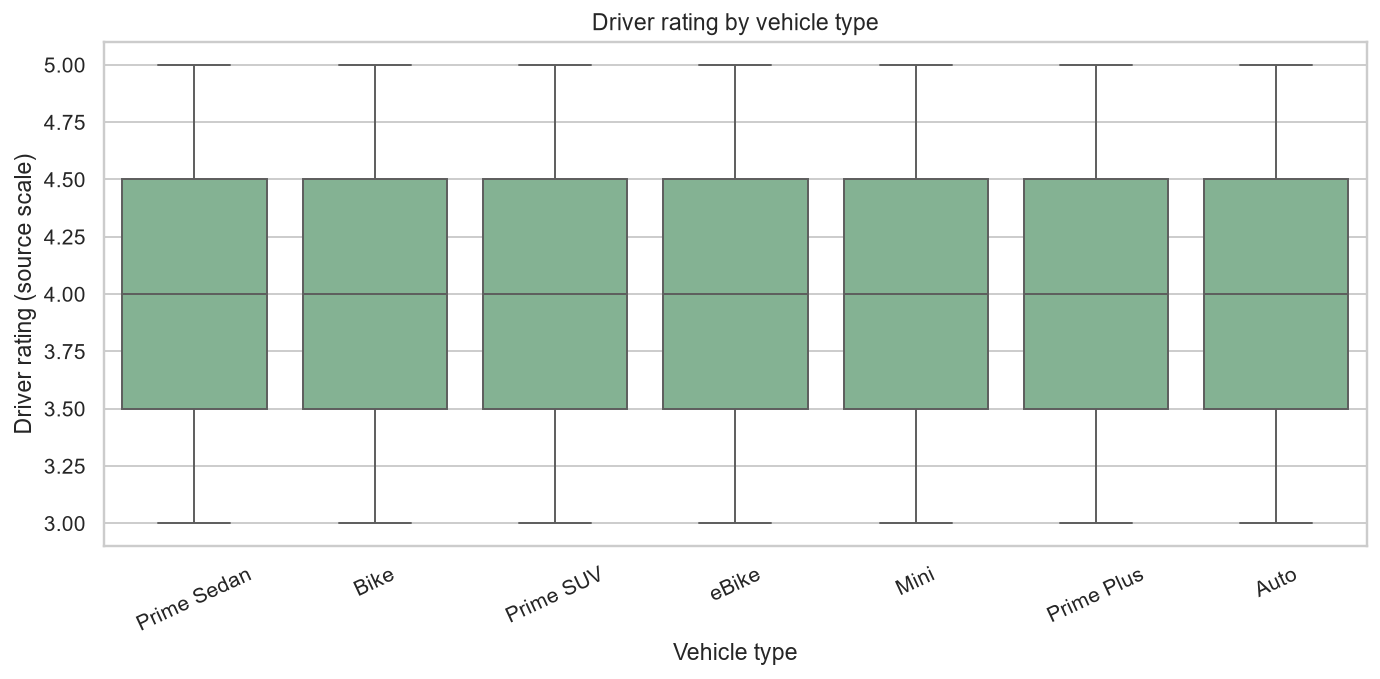 Driver rating by vehicle type
Driver rating (source scale)
5.00
4.75
4.50
4.25
4.00
3.75
3.50
3.25
3.00
Prime Sedan
Bike
Prime SUV
eBike
Mini
Prime Plus
Auto
Vehicle type